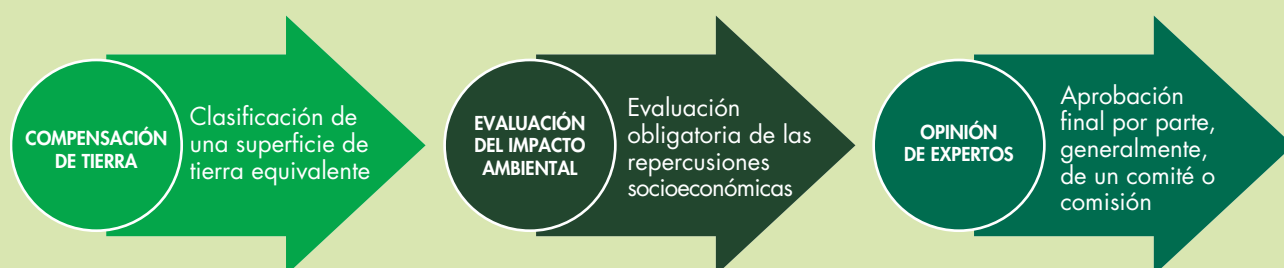 COMPENSACIÓN
DE TIERRA
Clasificación de
una superficie de
tierra equivalente
EVALUACIÓN
DEL IMPACTO
AMBIENTAL
Evaluación
obligatoria de las
repercusiones
socioeconómicas
OPINIÓN
DE EXPERTOS
Aprobación
final por parte,
generalmente,
de un comité o
comisión